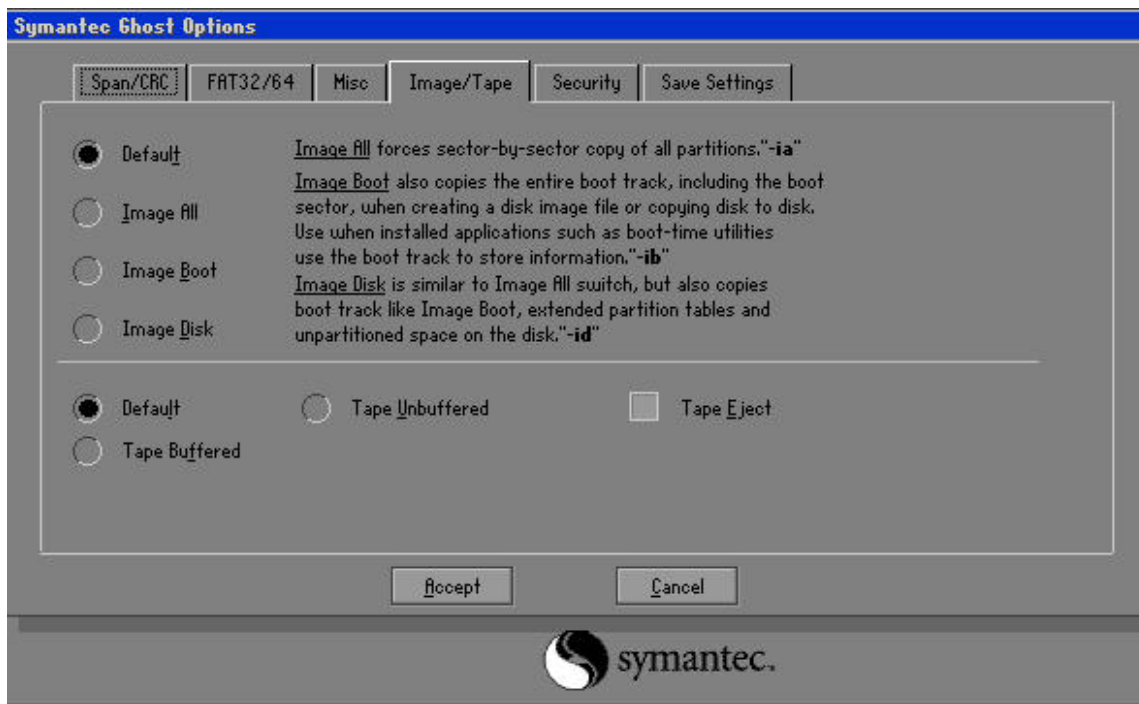 Symantec Ghost Options
Span/CRC FAT32/64 Misc Image/Tape Security Save Settings
Default
Image All
Image Boot
Image Disk
Image All forces sector-by-sector copy of all partitions."-ia"
Image Boot also copies the entire boot track, including the boot
sector, when creating a disk image file or copying disk to disk.
Use when installed applications such as boot-time utilities
use the boot track to store information."-ib"
Image Disk is similar to Image All switch, but also copies
boot track like Image Boot, extended partition tables and
unpartitioned space on the disk."-id"
Default Tape Unbuffered Tape Eject
Tape Buffered
Accept Cancel
symantec.